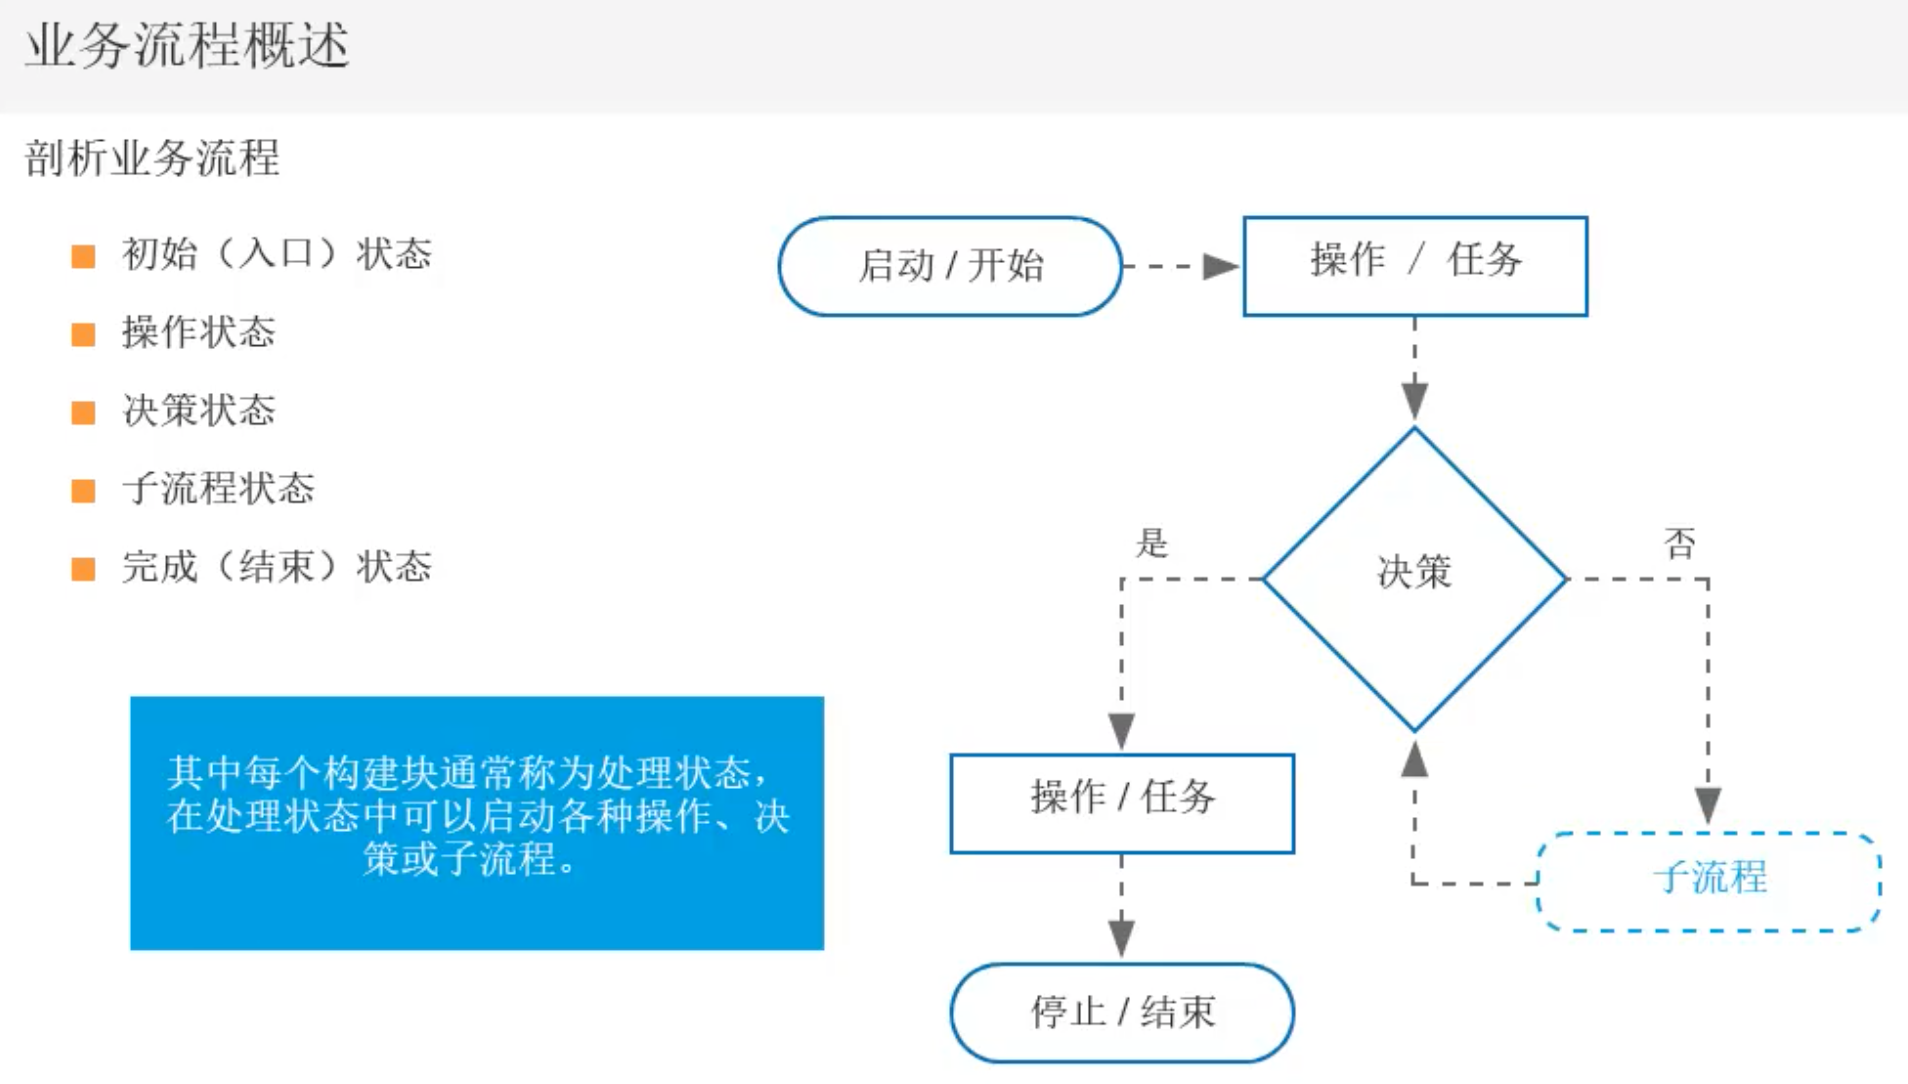 业务流程概述
剖析业务流程
初始（入口）状态
操作状态
决策状态
子流程状态
完成（结束）状态
其中每个构建块通常称为处理状态，
在处理状态中可以启动各种操作、决
策或子流程。
启动 / 开始
操作 / 任务
决策
是
否
操作 / 任务
子流程
停止 / 结束